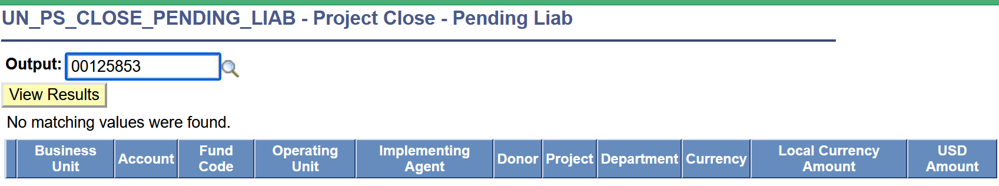 UN_PS_CLOSE_PENDING_LIAB - Project Close - Pending Liab
Output: 00125853
View Results
No matching values were found.
Business Unit Account Fund Code Operating Unit Implementing Agent Donor Project Department Currency Local Currency Amount USD Amount